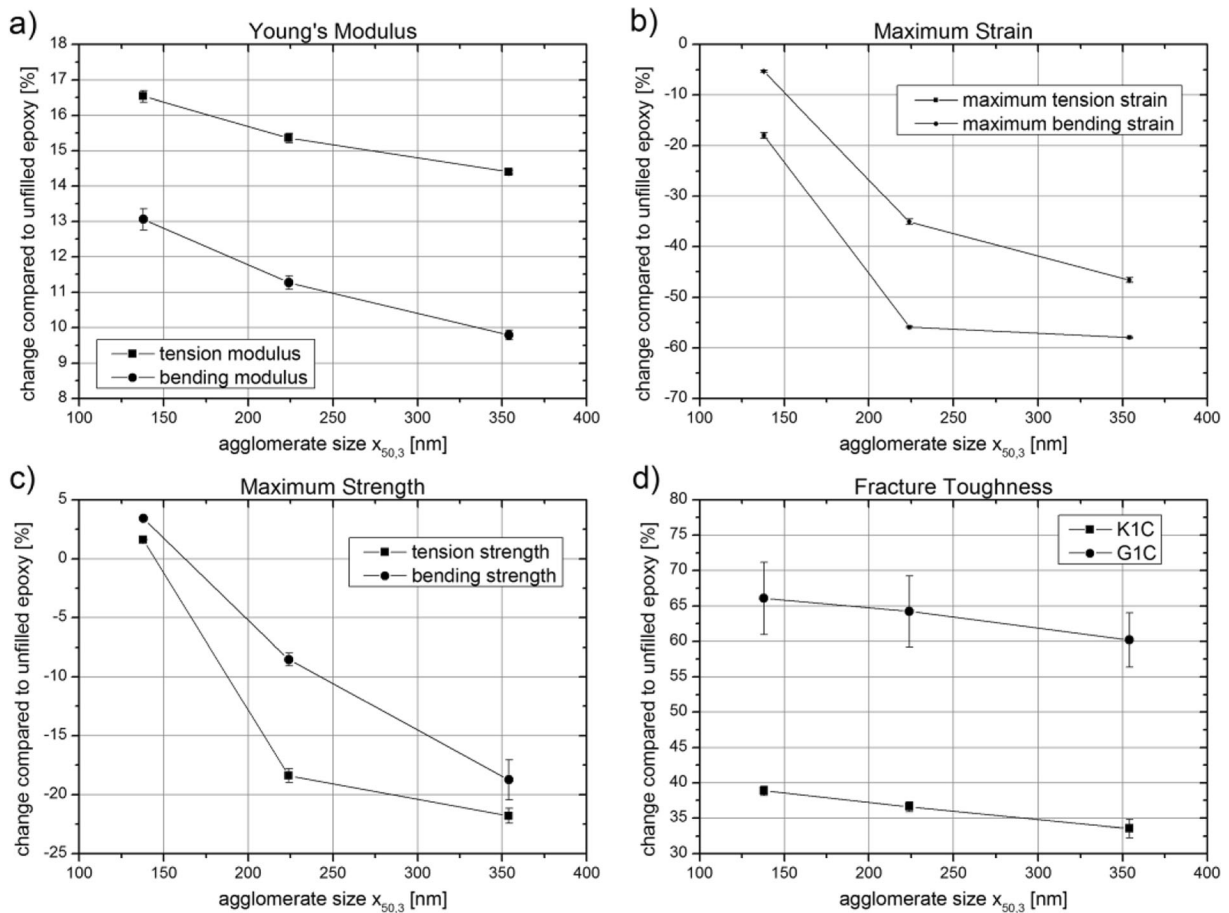 a)
Young's Modulus
change compared to unfilled epoxy [%]
18
17
16
15
14
13
12
11
10
9
8
tension modulus
bending modulus
100 150 200 250 300 350 400
agglomerate size x50,3 [nm]
b)
Maximum Strain
change compared to unfilled epoxy [%]
0
-10
-20
-30
-40
-50
-60
-70
maximum tension strain
maximum bending strain
100 150 200 250 300 350 400
agglomerate size x50,3 [nm]
c)
Maximum Strength
change compared to unfilled epoxy [%]
5
0
-5
-10
-15
-20
-25
tension strength
bending strength
100 150 200 250 300 350 400
agglomerate size x50,3 [nm]
d)
Fracture Toughness
change compared to unfilled epoxy [%]
80
75
70
65
60
55
50
45
40
35
30
K1C
G1C
100 150 200 250 300 350 400
agglomerate size x50,3 [nm]